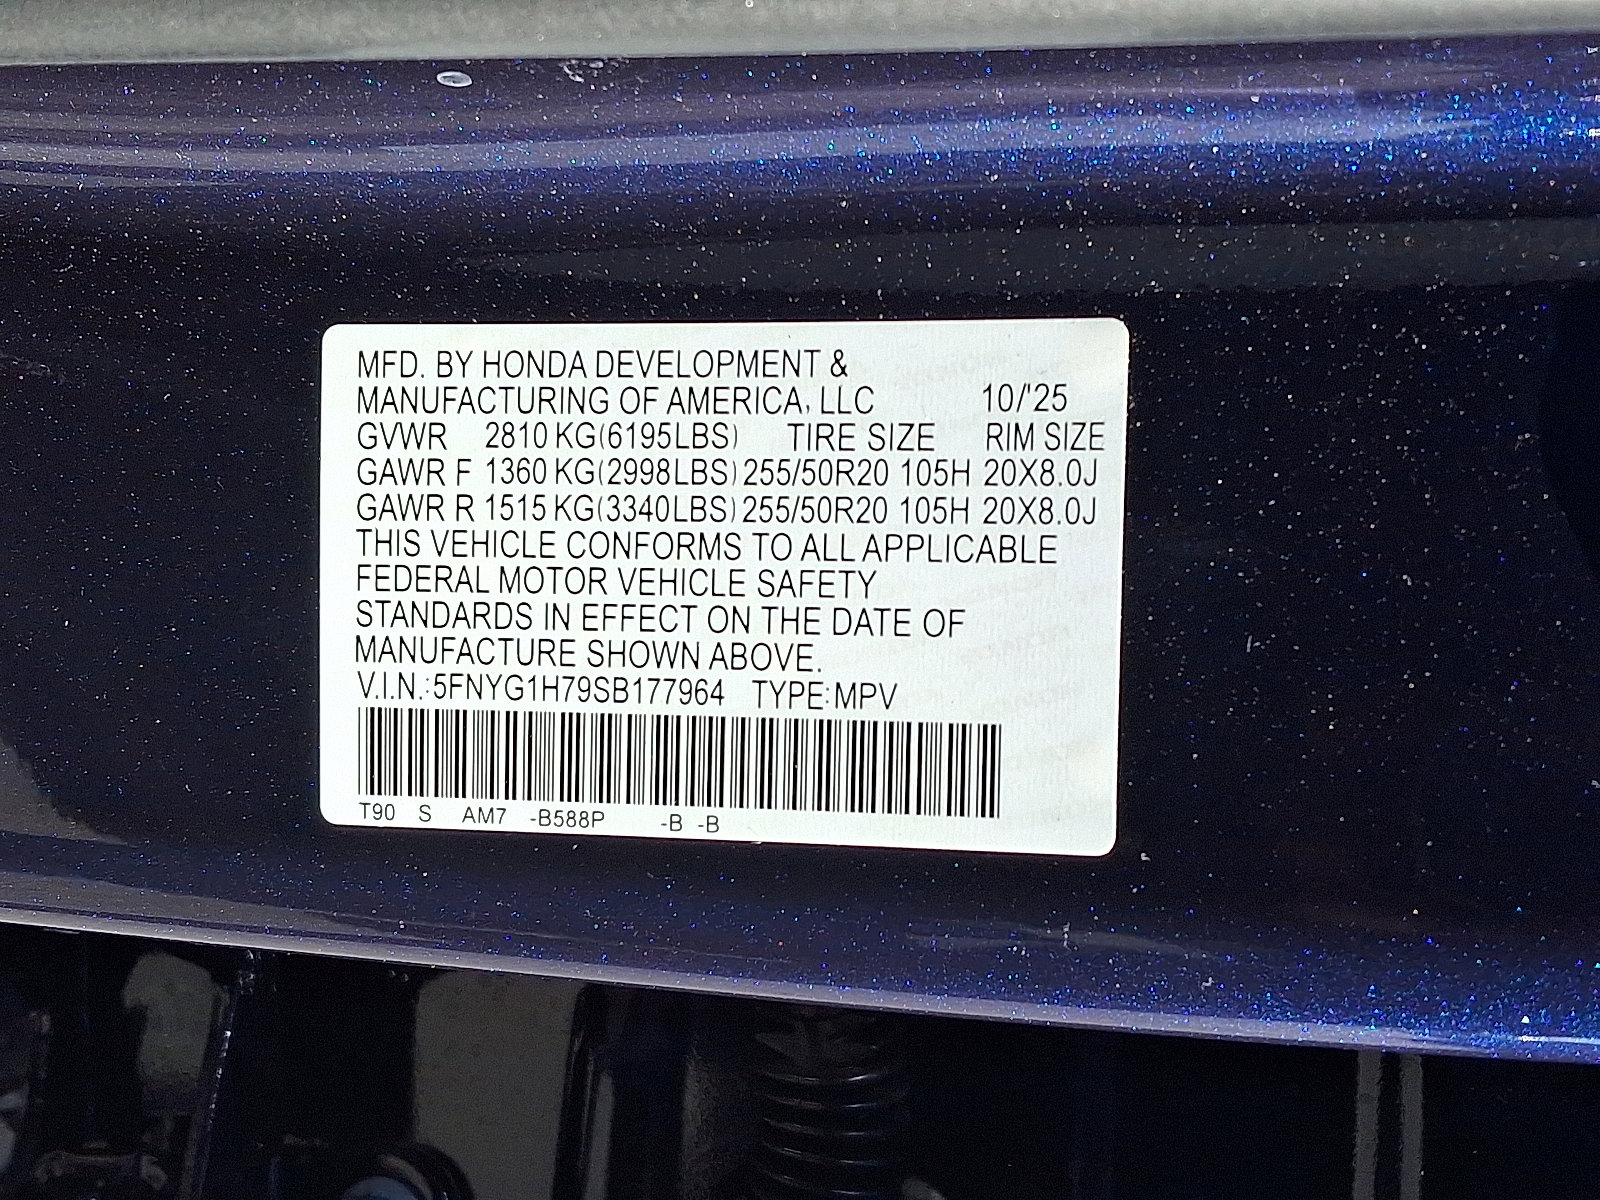 MFD. BY HONDA DEVELOPMENT &
MANUFACTURING OF AMERICA, LLC 10/'25
GVWR 2810 KG(6195LBS) TIRE SIZE RIM SIZE
GAWR F 1360 KG(2998LBS) 255/50R20 105H 20X8.0J
GAWR R 1515 KG(3340LBS) 255/50R20 105H 20X8.0J
THIS VEHICLE CONFORMS TO ALL APPLICABLE
FEDERAL MOTOR VEHICLE SAFETY
STANDARDS IN EFFECT ON THE DATE OF
MANUFACTURE SHOWN ABOVE.
V.I.N.:5FNYG1H79SB177964 TYPE:MPV
T90 S AM7 -B588P -B -B